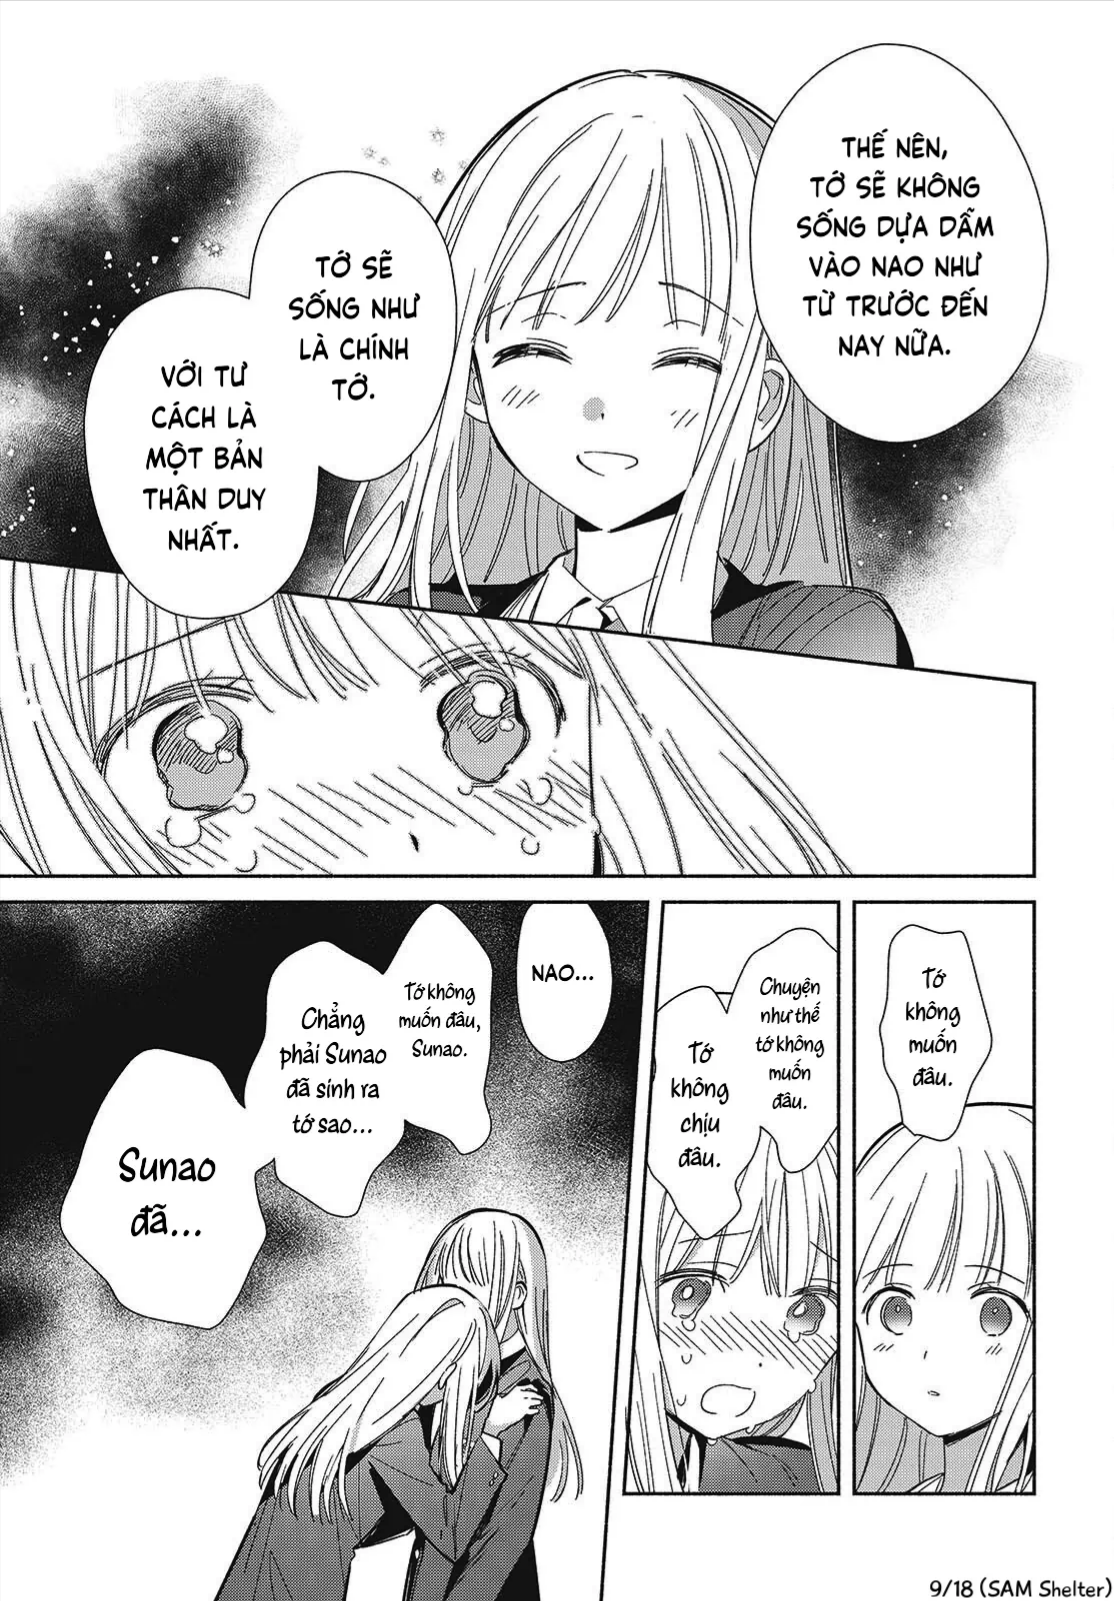 THẾ NÊN,
TỚ SẼ KHÔNG
SỐNG DỰA DẪM
VÀO NAO NHƯ
TỪ TRƯỚC ĐẾN
NAY NỮA.
TỚ SẼ
SỐNG NHƯ
LÀ CHÍNH
TỚ.
VỚI TƯ
CÁCH LÀ
MỘT BẢN
THÂN DUY
NHẤT.
Tớ
không
muốn
đâu.
Chuyện
như thế
tớ không
muốn
đâu.
Tớ
không
chịu
đâu.
NAO...
Tớ không
muốn đâu,
Sunao.
Chẳng
phải Sunao
đã sính ra
tớ sao...
Sunao
đã...
9/18 (SAM Shelter)